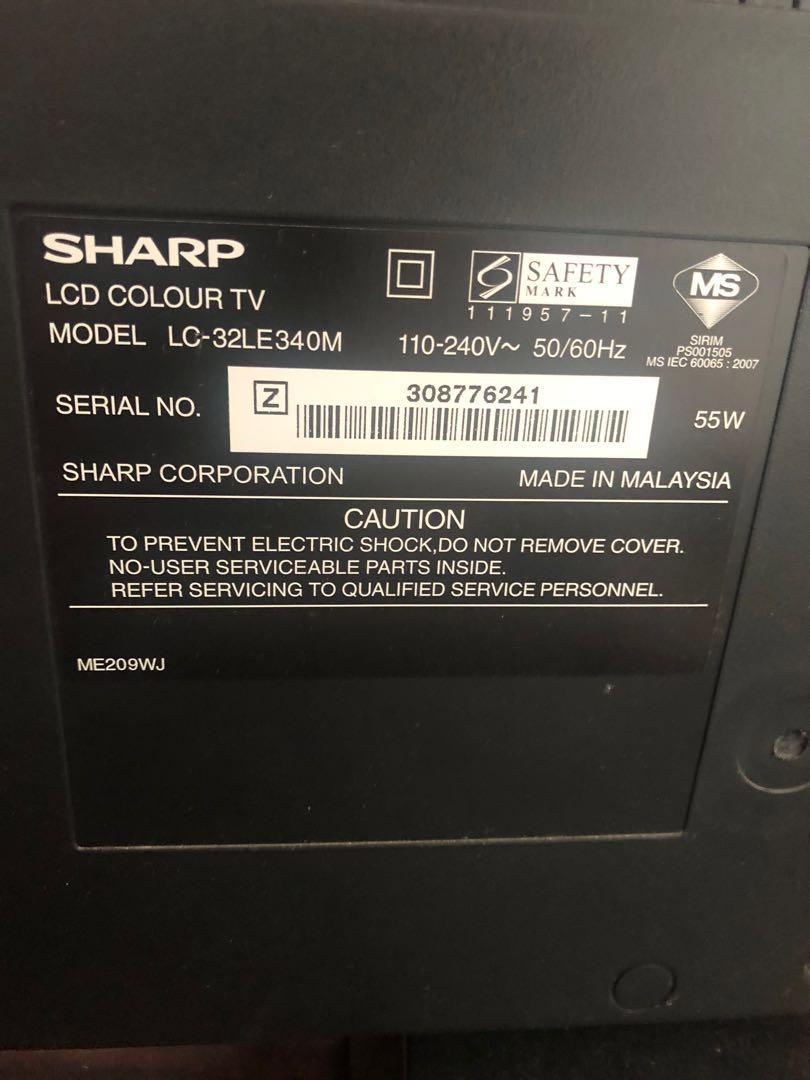 SHARP
LCD COLOUR TV
MODEL LC-32LE340M
110-240V~ 50/60Hz
SAFETY
MARK
111957-11
MS
SIRIM
PS001505
MS IEC 60065 : 2007
SERIAL NO.
Z
308776241
55W
SHARP CORPORATION
MADE IN MALAYSIA
CAUTION
TO PREVENT ELECTRIC SHOCK,DO NOT REMOVE COVER.
NO-USER SERVICEABLE PARTS INSIDE.
REFER SERVICING TO QUALIFIED SERVICE PERSONNEL.
ME209WJ